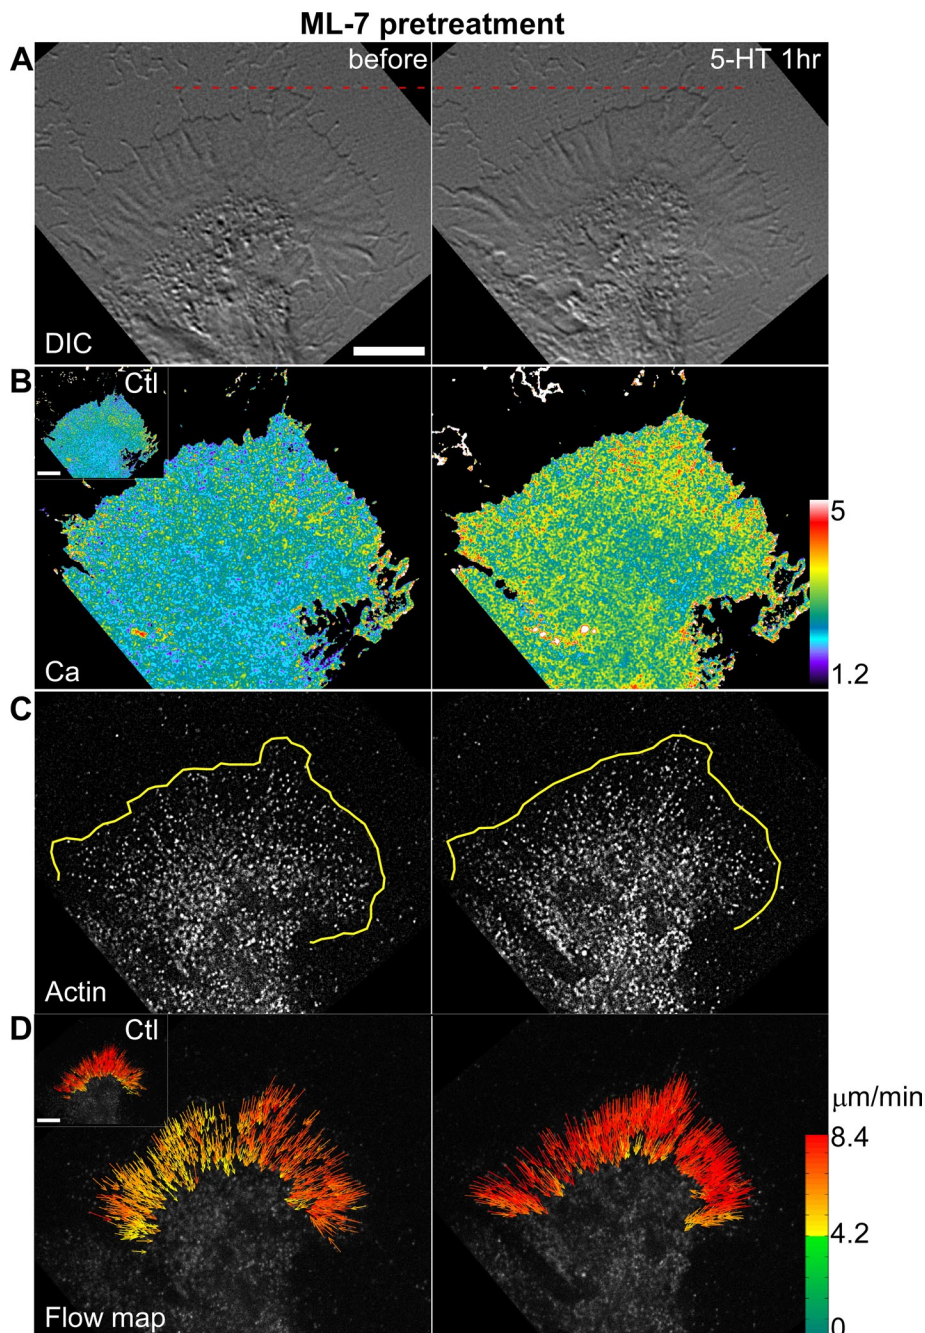 ML-7 pretreatment
A
before
5-HT 1hr
DIC
B
Ctl
Ca
5
1.2
C
Actin
D
Ctl
Flow map
μm/min
8.4
4.2
0